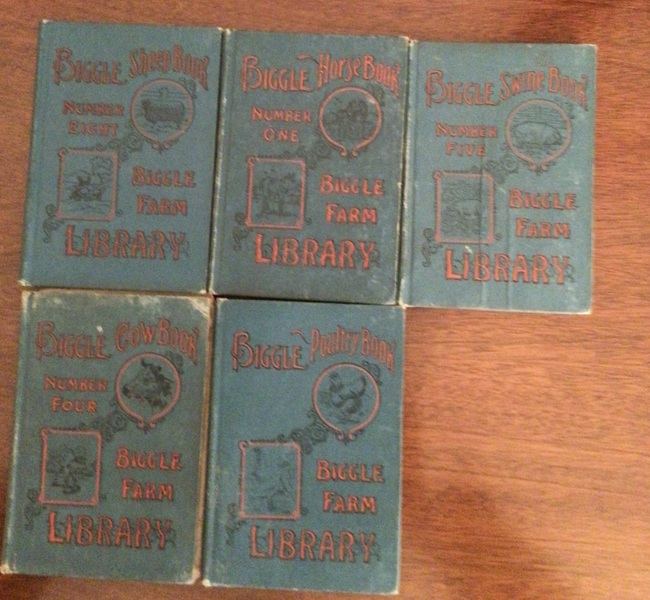 BIGGLE Sheep Book
NUMBER
EIGHT
BIGGLE
FARM
LIBRARY
BIGGLE Horse Book
NUMBER
ONE
BIGGLE
FARM
LIBRARY
BIGGLE Swine Book
NUMBER
FIVE
BIGGLE
FARM
LIBRARY
BIGGLE COW BOOK
NUMBER
FOUR
BIGGLE
FARM
LIBRARY
BIGGLE Poultry Book
BIGGLE
FARM
LIBRARY